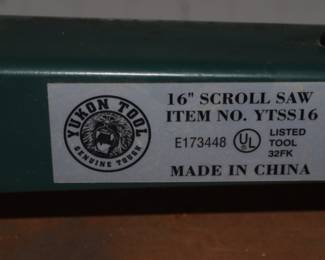 YUKON TOOL
GENUINE TOUGH
16" SCROLL SAW
ITEM NO. YTSS16
E173448 UL LISTED
TOOL
32FK
MADE IN CHINA